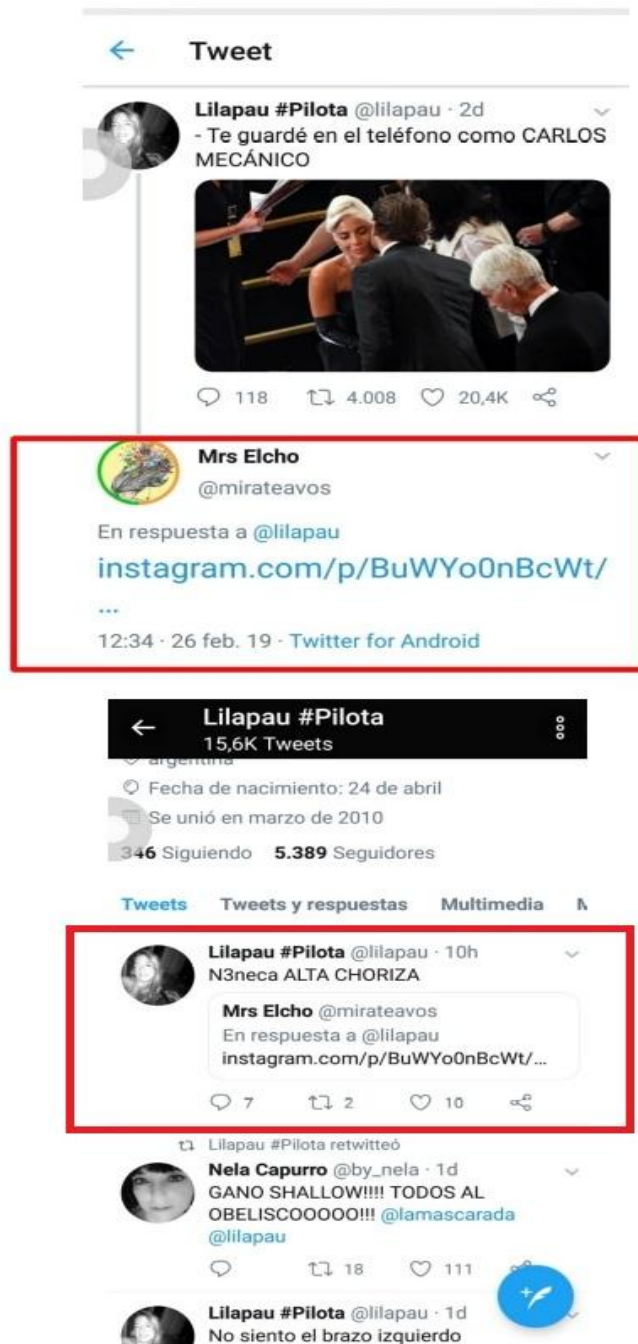 Tweet
Lilapau #Pilota @lilapau · 2d
- Te guardé en el teléfono como CARLOS
MECÁNICO
118 4.008 20,4K
Mrs Elcho
@mirateavos
En respuesta a @lilapau
instagram.com/p/BuWYo0nBcWt/
...
12:34 · 26 feb. 19 · Twitter for Android
Lilapau #Pilota
15,6K Tweets
argentina
Fecha de nacimiento: 24 de abril
Se unió en marzo de 2010
346 Siguiendo 5.389 Seguidores
Tweets Tweets y respuestas Multimedia
Lilapau #Pilota @lilapau · 10h
N3neca ALTA CHORIZA
Mrs Elcho @mirateavos
En respuesta a @lilapau
instagram.com/p/BuWYo0nBcWt/...
7 2 10
Lilapau #Pilota retwitteó
Nela Capurro @by_nela · 1d
GANO SHALLOW!!!! TODOS AL
OBELISCOOOOO!!! @lamascarada
@lilapau
18 111
Lilapau #Pilota @lilapau · 1d
No siento el brazo izquierdo